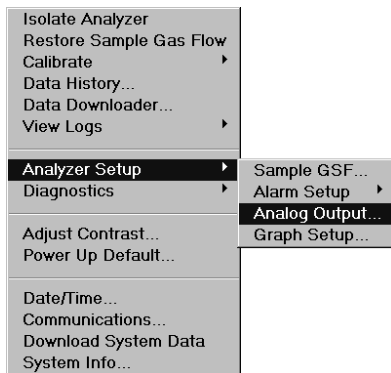 Isolate Analyzer
Restore Sample Gas Flow
Calibrate
Data History...
Data Downloader...
View Logs
Analyzer Setup
Diagnostics
Adjust Contrast...
Power Up Default...
Date/Time...
Communications...
Download System Data
System Info...
Sample GSF...
Alarm Setup
Analog Output...
Graph Setup...